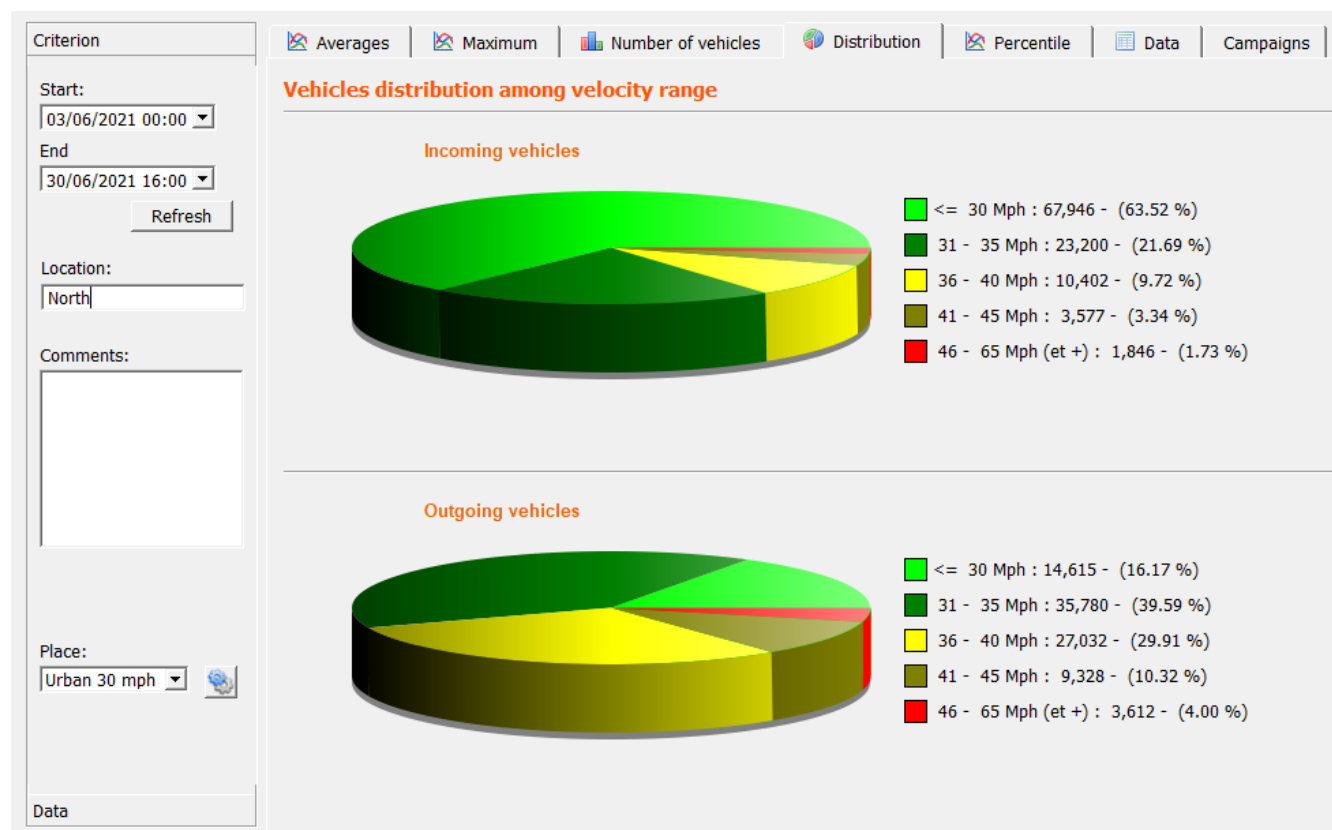 Criterion
Start:
03/06/2021 00:00
End
30/06/2021 16:00
Refresh
Location:
North
Comments:
Place:
Urban 30 mph
Data
Averages
Maximum
Number of vehicles
Distribution
Percentile
Data
Campaigns
Vehicles distribution among velocity range
Incoming vehicles
<= 30 Mph : 67,946 - (63.52 %)
31 - 35 Mph : 23,200 - (21.69 %)
36 - 40 Mph : 10,402 - (9.72 %)
41 - 45 Mph : 3,577 - (3.34 %)
46 - 65 Mph (et +) : 1,846 - (1.73 %)
Outgoing vehicles
<= 30 Mph : 14,615 - (16.17 %)
31 - 35 Mph : 35,780 - (39.59 %)
36 - 40 Mph : 27,032 - (29.91 %)
41 - 45 Mph : 9,328 - (10.32 %)
46 - 65 Mph (et +) : 3,612 - (4.00 %)